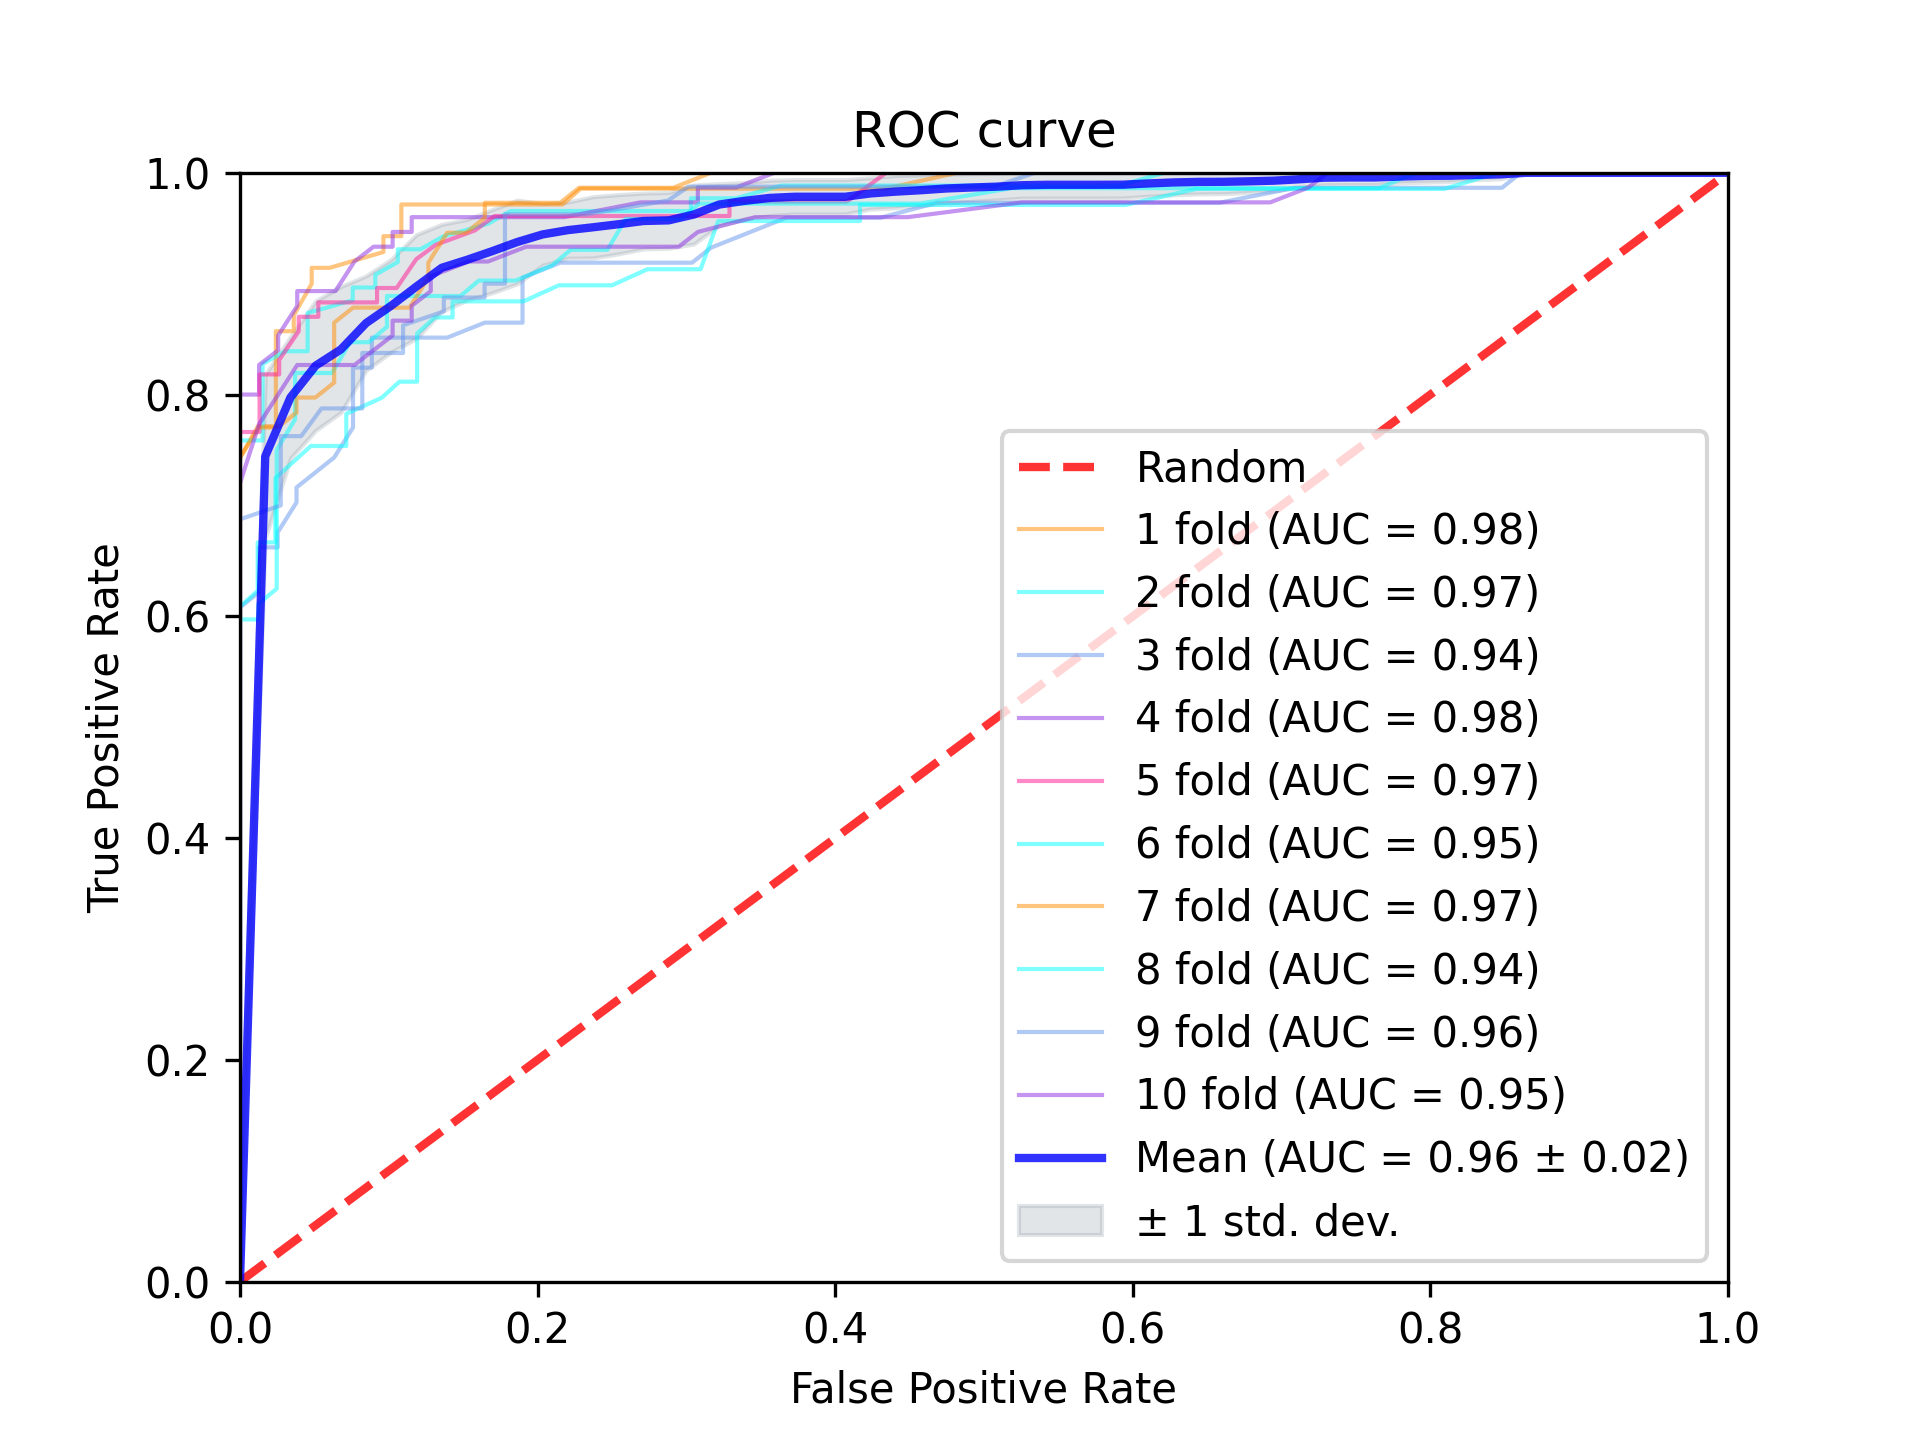 ROC curve
1.0
0.8
0.6
0.4
0.2
0.0
True Positive Rate
Random
1 fold (AUC = 0.98)
2 fold (AUC = 0.97)
3 fold (AUC = 0.94)
4 fold (AUC = 0.98)
5 fold (AUC = 0.97)
6 fold (AUC = 0.95)
7 fold (AUC = 0.97)
8 fold (AUC = 0.94)
9 fold (AUC = 0.96)
10 fold (AUC = 0.95)
Mean (AUC = 0.96 ± 0.02)
± 1 std. dev.
0.0 0.2 0.4 0.6 0.8 1.0
False Positive Rate